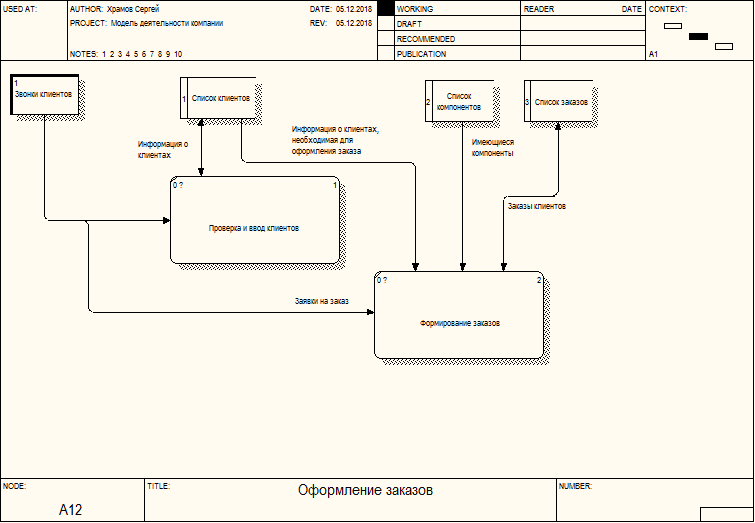 USED AT:
AUTHOR: Храмов Сергей
DATE: 05.12.2018
PROJECT: Модель деятельности компании
REV: 05.12.2018
NOTES: 1 2 3 4 5 6 7 8 9 10
WORKING
DRAFT
RECOMMENDED
PUBLICATION
READER DATE
CONTEXT:
A1
1
Звонки клиентов
1 Список клиентов
2 Список
компонентов
3 Список заказов
Информация о
клиентах
Информация о клиентах,
необходимая для
оформления заказа
Имеющиеся
компоненты
Заказы клиентов
0 ? 1
Проверка и ввод клиентов
Заявки на заказ
0 ? 2
Формирование заказов
NODE:
A12
TITLE:
Оформление заказов
NUMBER: